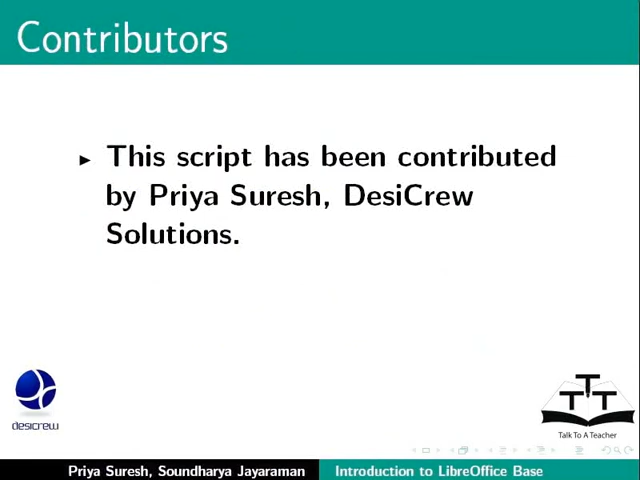 Contributors
This script has been contributed
by Priya Suresh, DesiCrew
Solutions.
desicrew
T T T
Talk To A Teacher
Priya Suresh, Soundharya Jayaraman
Introduction to LibreOffice Base